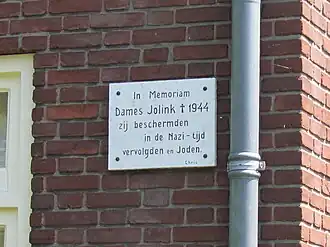 In Memoriam
Dames Jolink † 1944
zij beschermden
in de Nazi-tijd
vervolgden en Joden.